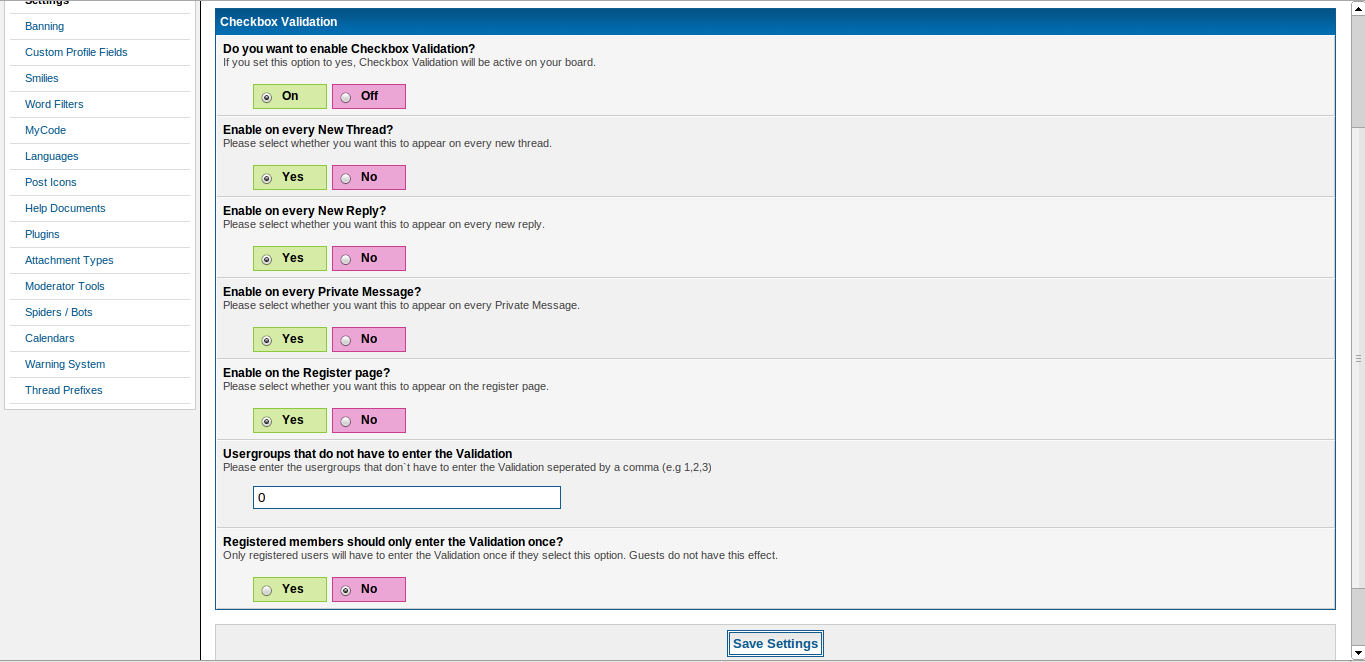 Settings
Banning
Custom Profile Fields
Smilies
Word Filters
MyCode
Languages
Post Icons
Help Documents
Plugins
Attachment Types
Moderator Tools
Spiders / Bots
Calendars
Warning System
Thread Prefixes
Checkbox Validation
Do you want to enable Checkbox Validation?
If you set this option to yes, Checkbox Validation will be active on your board.
On Off
Enable on every New Thread?
Please select whether you want this to appear on every new thread.
Yes No
Enable on every New Reply?
Please select whether you want this to appear on every new reply.
Yes No
Enable on every Private Message?
Please select whether you want this to appear on every Private Message.
Yes No
Enable on the Register page?
Please select whether you want this to appear on the register page.
Yes No
Usergroups that do not have to enter the Validation
Please enter the usergroups that don`t have to enter the Validation seperated by a comma (e.g 1,2,3)
0
Registered members should only enter the Validation once?
Only registered users will have to enter the Validation once if they select this option. Guests do not have this effect.
Yes No
Save Settings